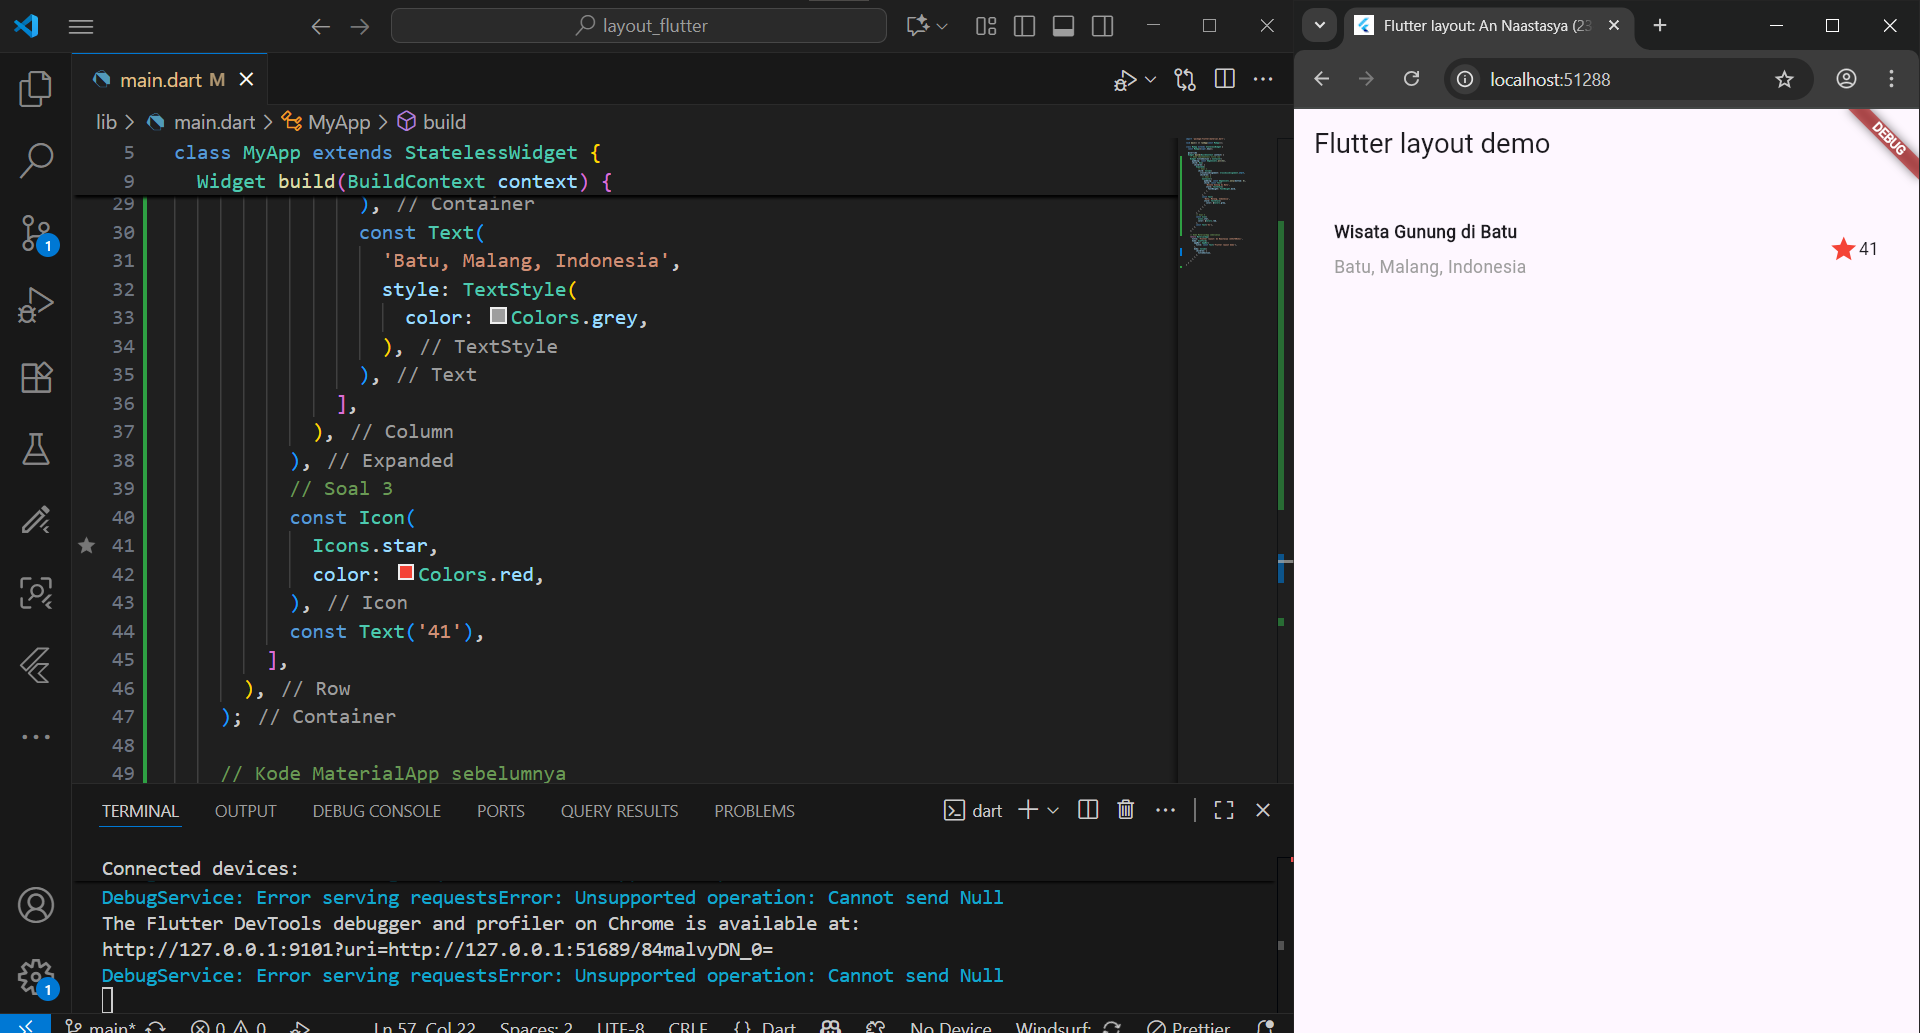 layout_flutter
main.dart M
lib > main.dart > MyApp > build
5 class MyApp extends StatelessWidget {
9 Widget build(BuildContext context) {
29 ), // Container
30 const Text(
31 'Batu, Malang, Indonesia',
32 style: TextStyle(
33 color: Colors.grey,
34 ), // TextStyle
35 ), // Text
36 ],
37 ), // Column
38 ), // Expanded
39 // Soal 3
40 const Icon(
41 Icons.star,
42 color: Colors.red,
43 ), // Icon
44 const Text('41'),
45 ],
46 ), // Row
47 ); // Container
48
49 // Kode MaterialApp sebelumnya
1
1
TERMINAL OUTPUT DEBUG CONSOLE PORTS QUERY RESULTS PROBLEMS dart
Connected devices:
DebugService: Error serving requestsError: Unsupported operation: Cannot send Null
The Flutter DevTools debugger and profiler on Chrome is available at:
http://127.0.0.1:9101?uri=http://127.0.0.1:51689/84malvyDN_0=
DebugService: Error serving requestsError: Unsupported operation: Cannot send Null
main* 0 0 Ln 57, Col 22 Spaces: 2 UTF-8 CRLF {} Dart No Device Windsurf: Prettier
Flutter layout: An Naastasya (23
localhost:51288
Flutter layout demo
DEBUG
Wisata Gunung di Batu
Batu, Malang, Indonesia
41